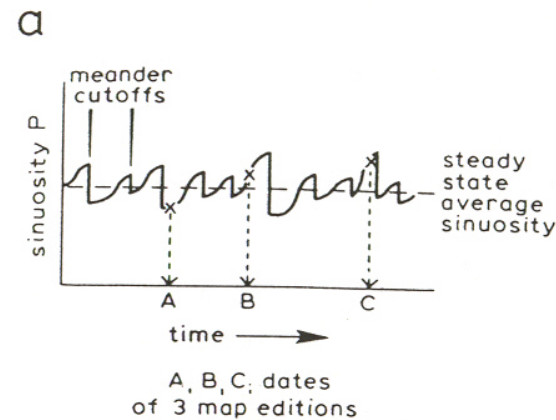 a
meander
cutoffs
sinuosity P
steady
state
average
sinuosity
A B C
time
A, B, C; dates
of 3 map editions